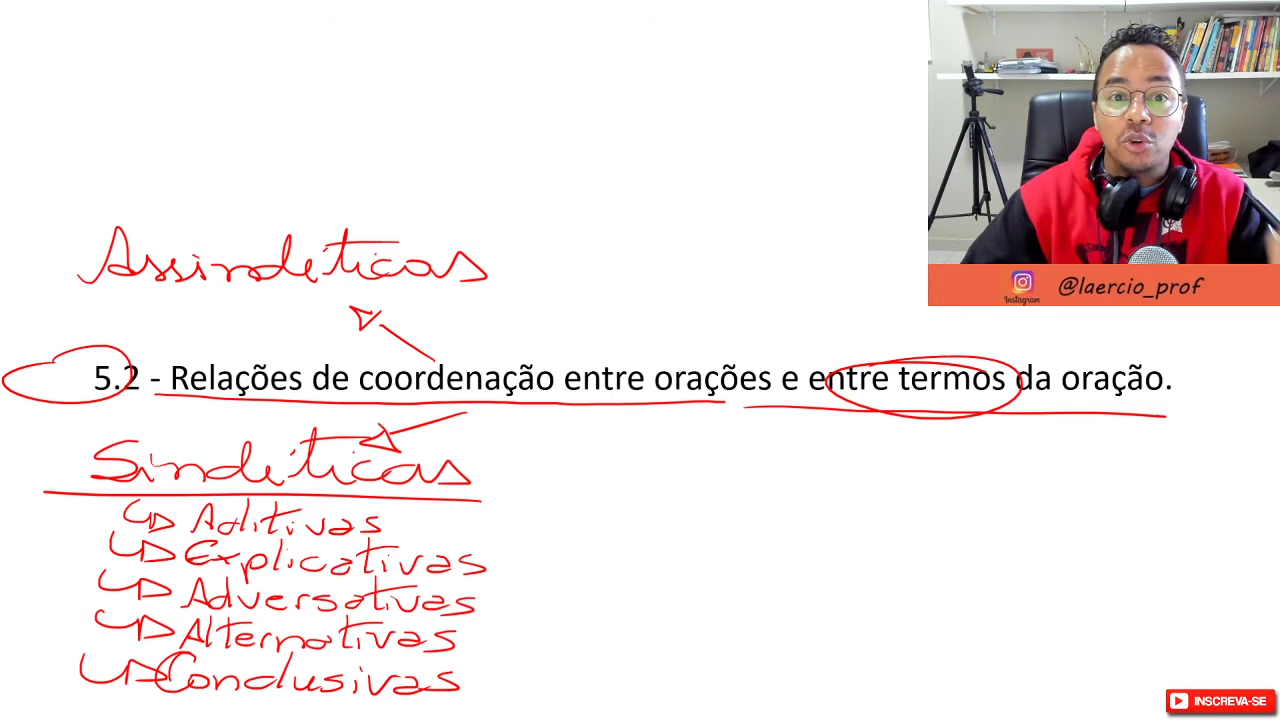 Assindéticas
5.2 - Relações de coordenação entre orações e entre termos da oração.
Sindéticas
Aditivas
Explicativas
Adversativas
Alternativas
Conclusivas
Instagram
@laercio_prof
INSCREVA-SE